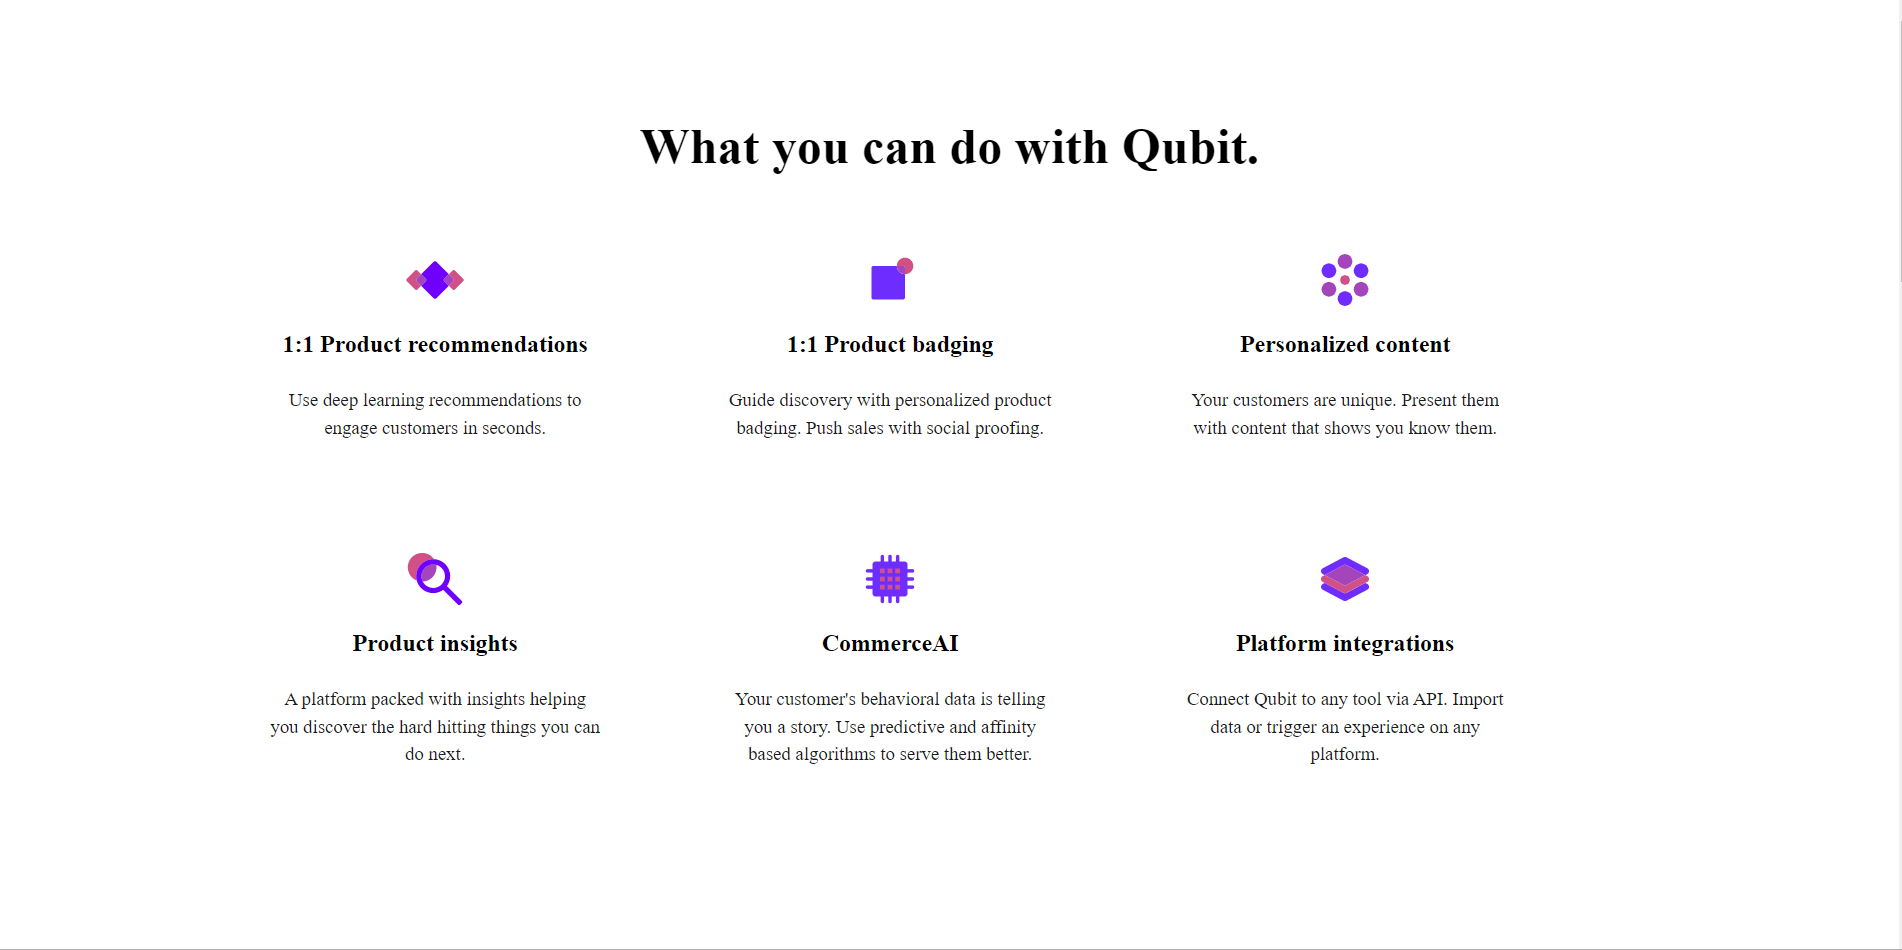 What you can do with Qubit.
1:1 Product recommendations
Use deep learning recommendations to
engage customers in seconds.
1:1 Product badging
Guide discovery with personalized product
badging. Push sales with social proofing.
Personalized content
Your customers are unique. Present them
with content that shows you know them.
Product insights
A platform packed with insights helping
you discover the hard hitting things you can
do next.
CommerceAI
Your customer's behavioral data is telling
you a story. Use predictive and affinity
based algorithms to serve them better.
Platform integrations
Connect Qubit to any tool via API. Import
data or trigger an experience on any
platform.